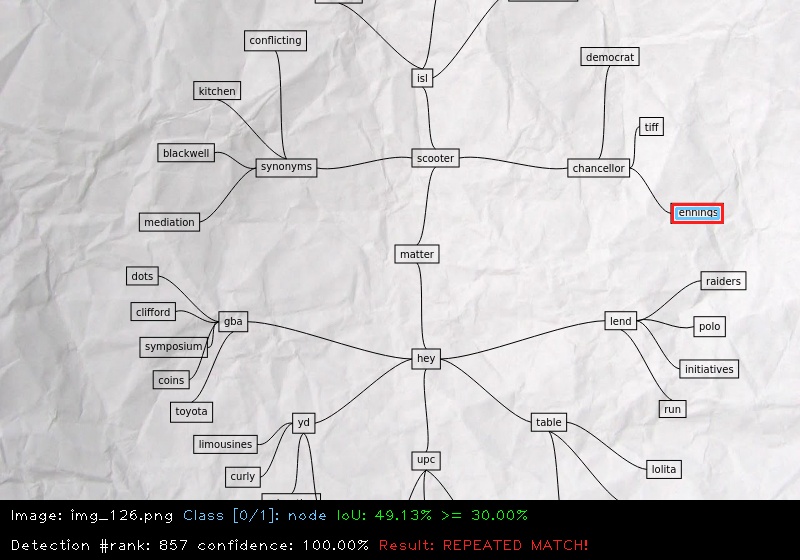 conflicting
democrat
isl
kitchen
tiff
blackwell
scooter
synonyms
chancellor
ennings
mediation
matter
dots
raiders
clifford
gba
lend
polo
symposium
hey
initiatives
coins
toyota
run
yd
table
limousines
upc
lolita
curly
Image: img_126.png Class [0/1]: node IoU: 49.13% >= 30.00%
Detection #rank: 857 confidence: 100.00% Result: REPEATED MATCH!